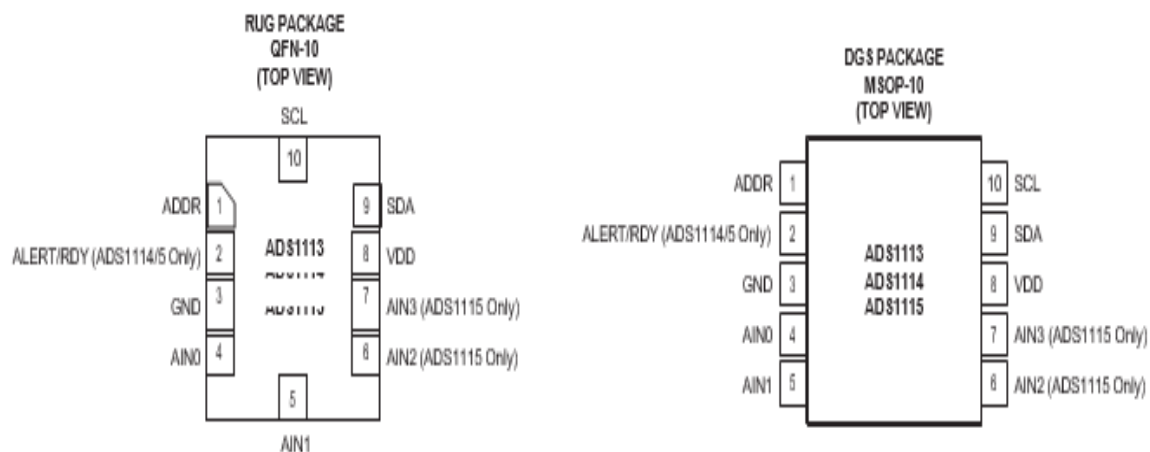 RUG PACKAGE
QFN-10
(TOP VIEW)
SCL
10
ADDR 1
9 SDA
ALERT/RDY (ADS1114/5 Only) 2
ADS1113
8 VDD
GND 3
7 AIN3 (ADS1115 Only)
AIN0 4
6 AIN2 (ADS1115 Only)
5
AIN1
DGS PACKAGE
MSOP-10
(TOP VIEW)
ADDR 1
10 SCL
ALERT/RDY (ADS1114/5 Only) 2
9 SDA
ADS1113
ADS1114
ADS1115
GND 3
8 VDD
AIN0 4
7 AIN3 (ADS1115 Only)
AIN1 5
6 AIN2 (ADS1115 Only)